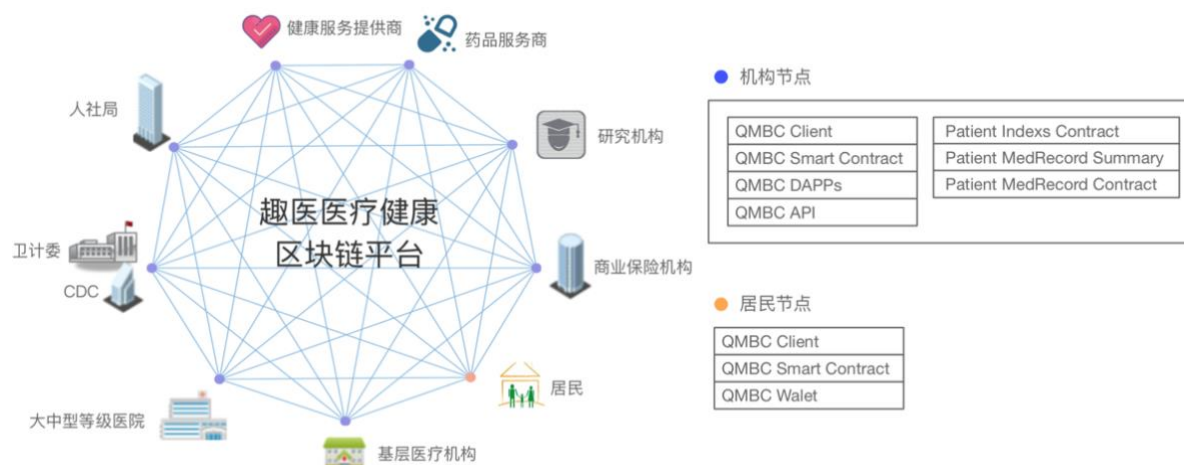 健康服务提供商
药品服务商
人社局
研究机构
趣医医疗健康
区块链平台
卫计委
CDC
商业保险机构
居民
大中型等级医院
基层医疗机构
机构节点
QMBC Client
QMBC Smart Contract
QMBC DAPPs
QMBC API
Patient Indexs Contract
Patient MedRecord Summary
Patient MedRecord Contract
居民节点
QMBC Client
QMBC Smart Contract
QMBC Walet